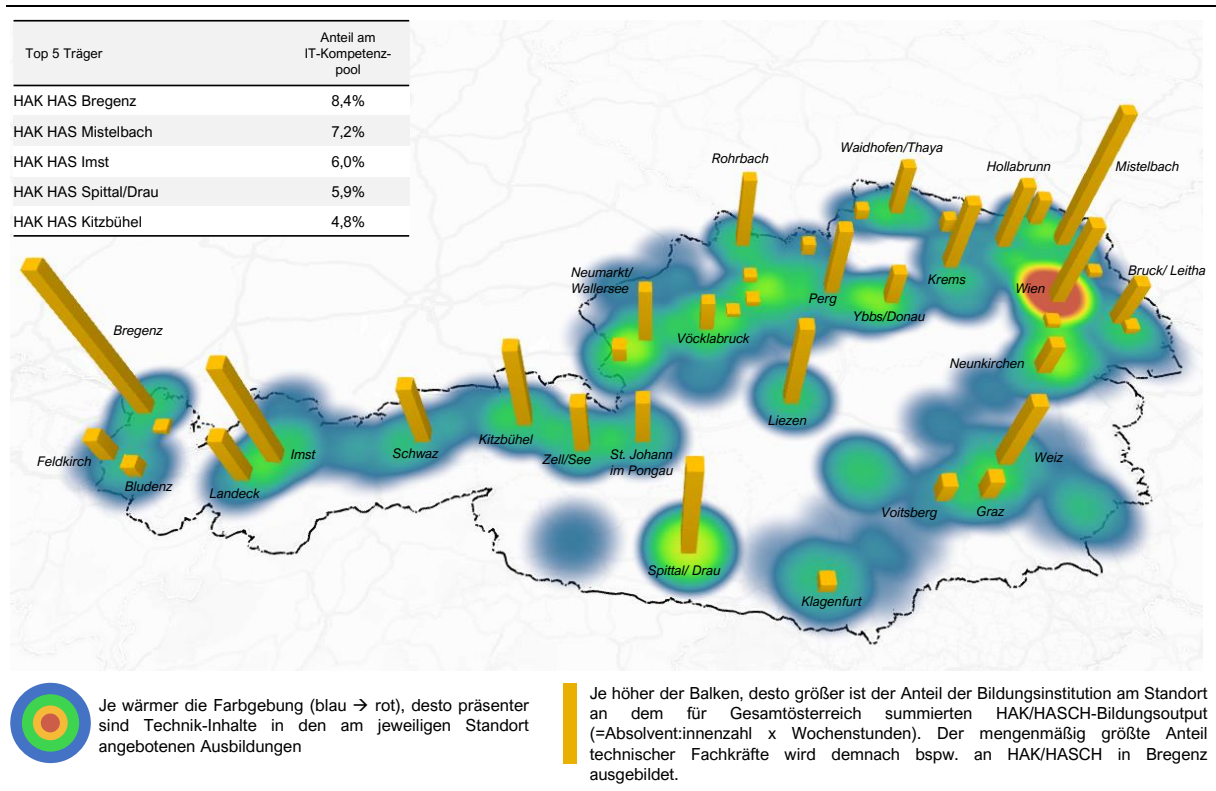 Top 5 Träger
Anteil am
IT-Kompetenz-
pool
HAK HAS Bregenz 8,4%
HAK HAS Mistelbach 7,2%
HAK HAS Imst 6,0%
HAK HAS Spittal/Drau 5,9%
HAK HAS Kitzbühel 4,8%
Waidhofen/Thaya
Rohrbach
Hollabrunn
Mistelbach
Neumarkt/
Wallersee
Krems
Bruck/ Leitha
Wien
Perg
Ybbs/Donau
Bregenz
Vöcklabruck
Neunkirchen
Liezen
Kitzbühel
Schwaz
Imst
Zell/See
St. Johann
im Pongau
Feldkirch
Bludenz
Landeck
Weiz
Voitsberg
Graz
Spittal/ Drau
Klagenfurt
Je wärmer die Farbgebung (blau → rot), desto präsenter
sind Technik-Inhalte in den am jeweiligen Standort
angebotenen Ausbildungen
Je höher der Balken, desto größer ist der Anteil der Bildungsinstitution am Standort
an dem für Gesamtösterreich summierten HAK/HASCH-Bildungsoutput
(=Absolvent:innenzahl x Wochenstunden). Der mengenmäßig größte Anteil
technischer Fachkräfte wird demnach bspw. an HAK/HASCH in Bregenz
ausgebildet.